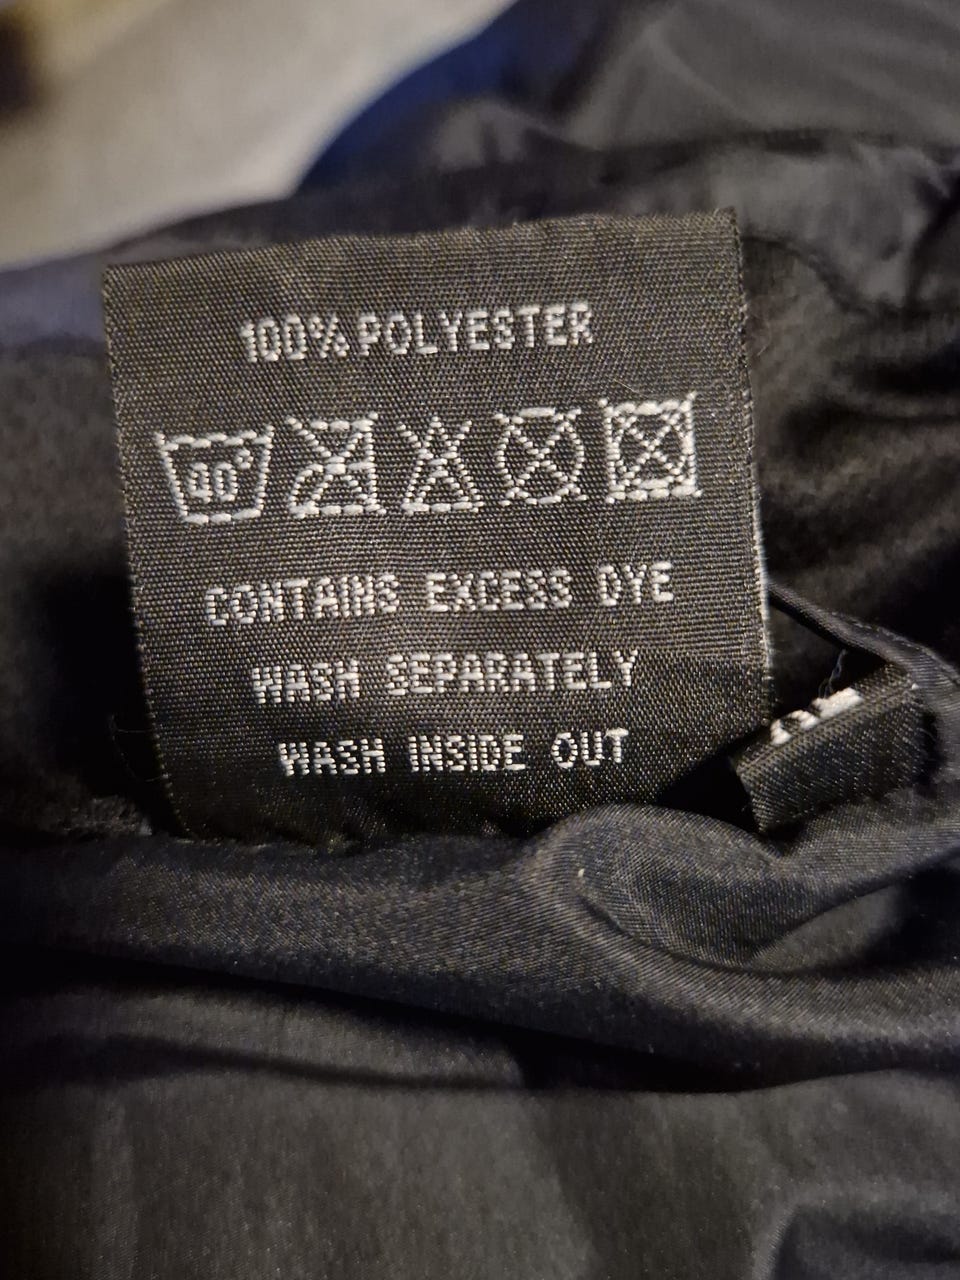 100% POLYESTER
40°
CONTAINS EXCESS DYE
WASH SEPARATELY
WASH INSIDE OUT